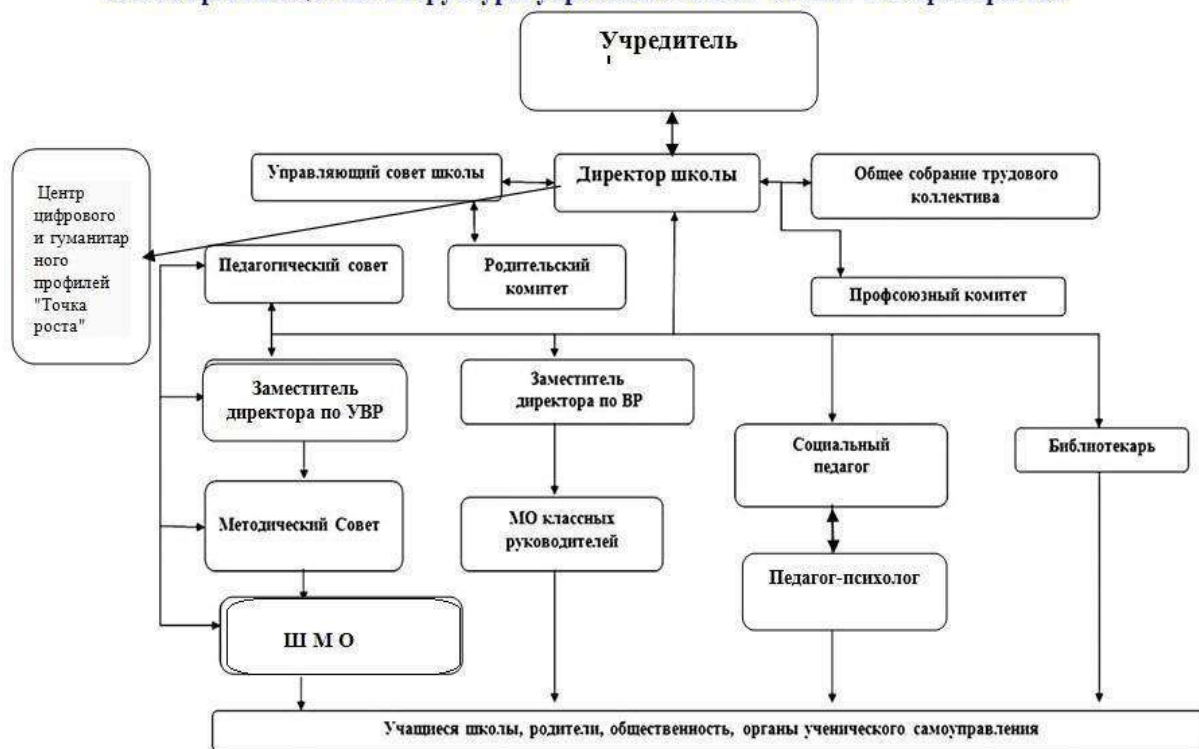 Учредитель
Управляющий совет школы
Директор школы
Общее собрание трудового
коллектива
Центр
цифрового
и гуманитар
ного
профилей
"Точка
роста"
Педагогический совет
Родительский
комитет
Профсоюзный комитет
Заместитель
директора по УВР
Заместитель
директора по ВР
Социальный
педагог
Библиотекарь
Методический Совет
МО классных
руководителей
Педагог-психолог
Ш М О
Учащиеся школы, родители, общественность, органы ученического самоуправления